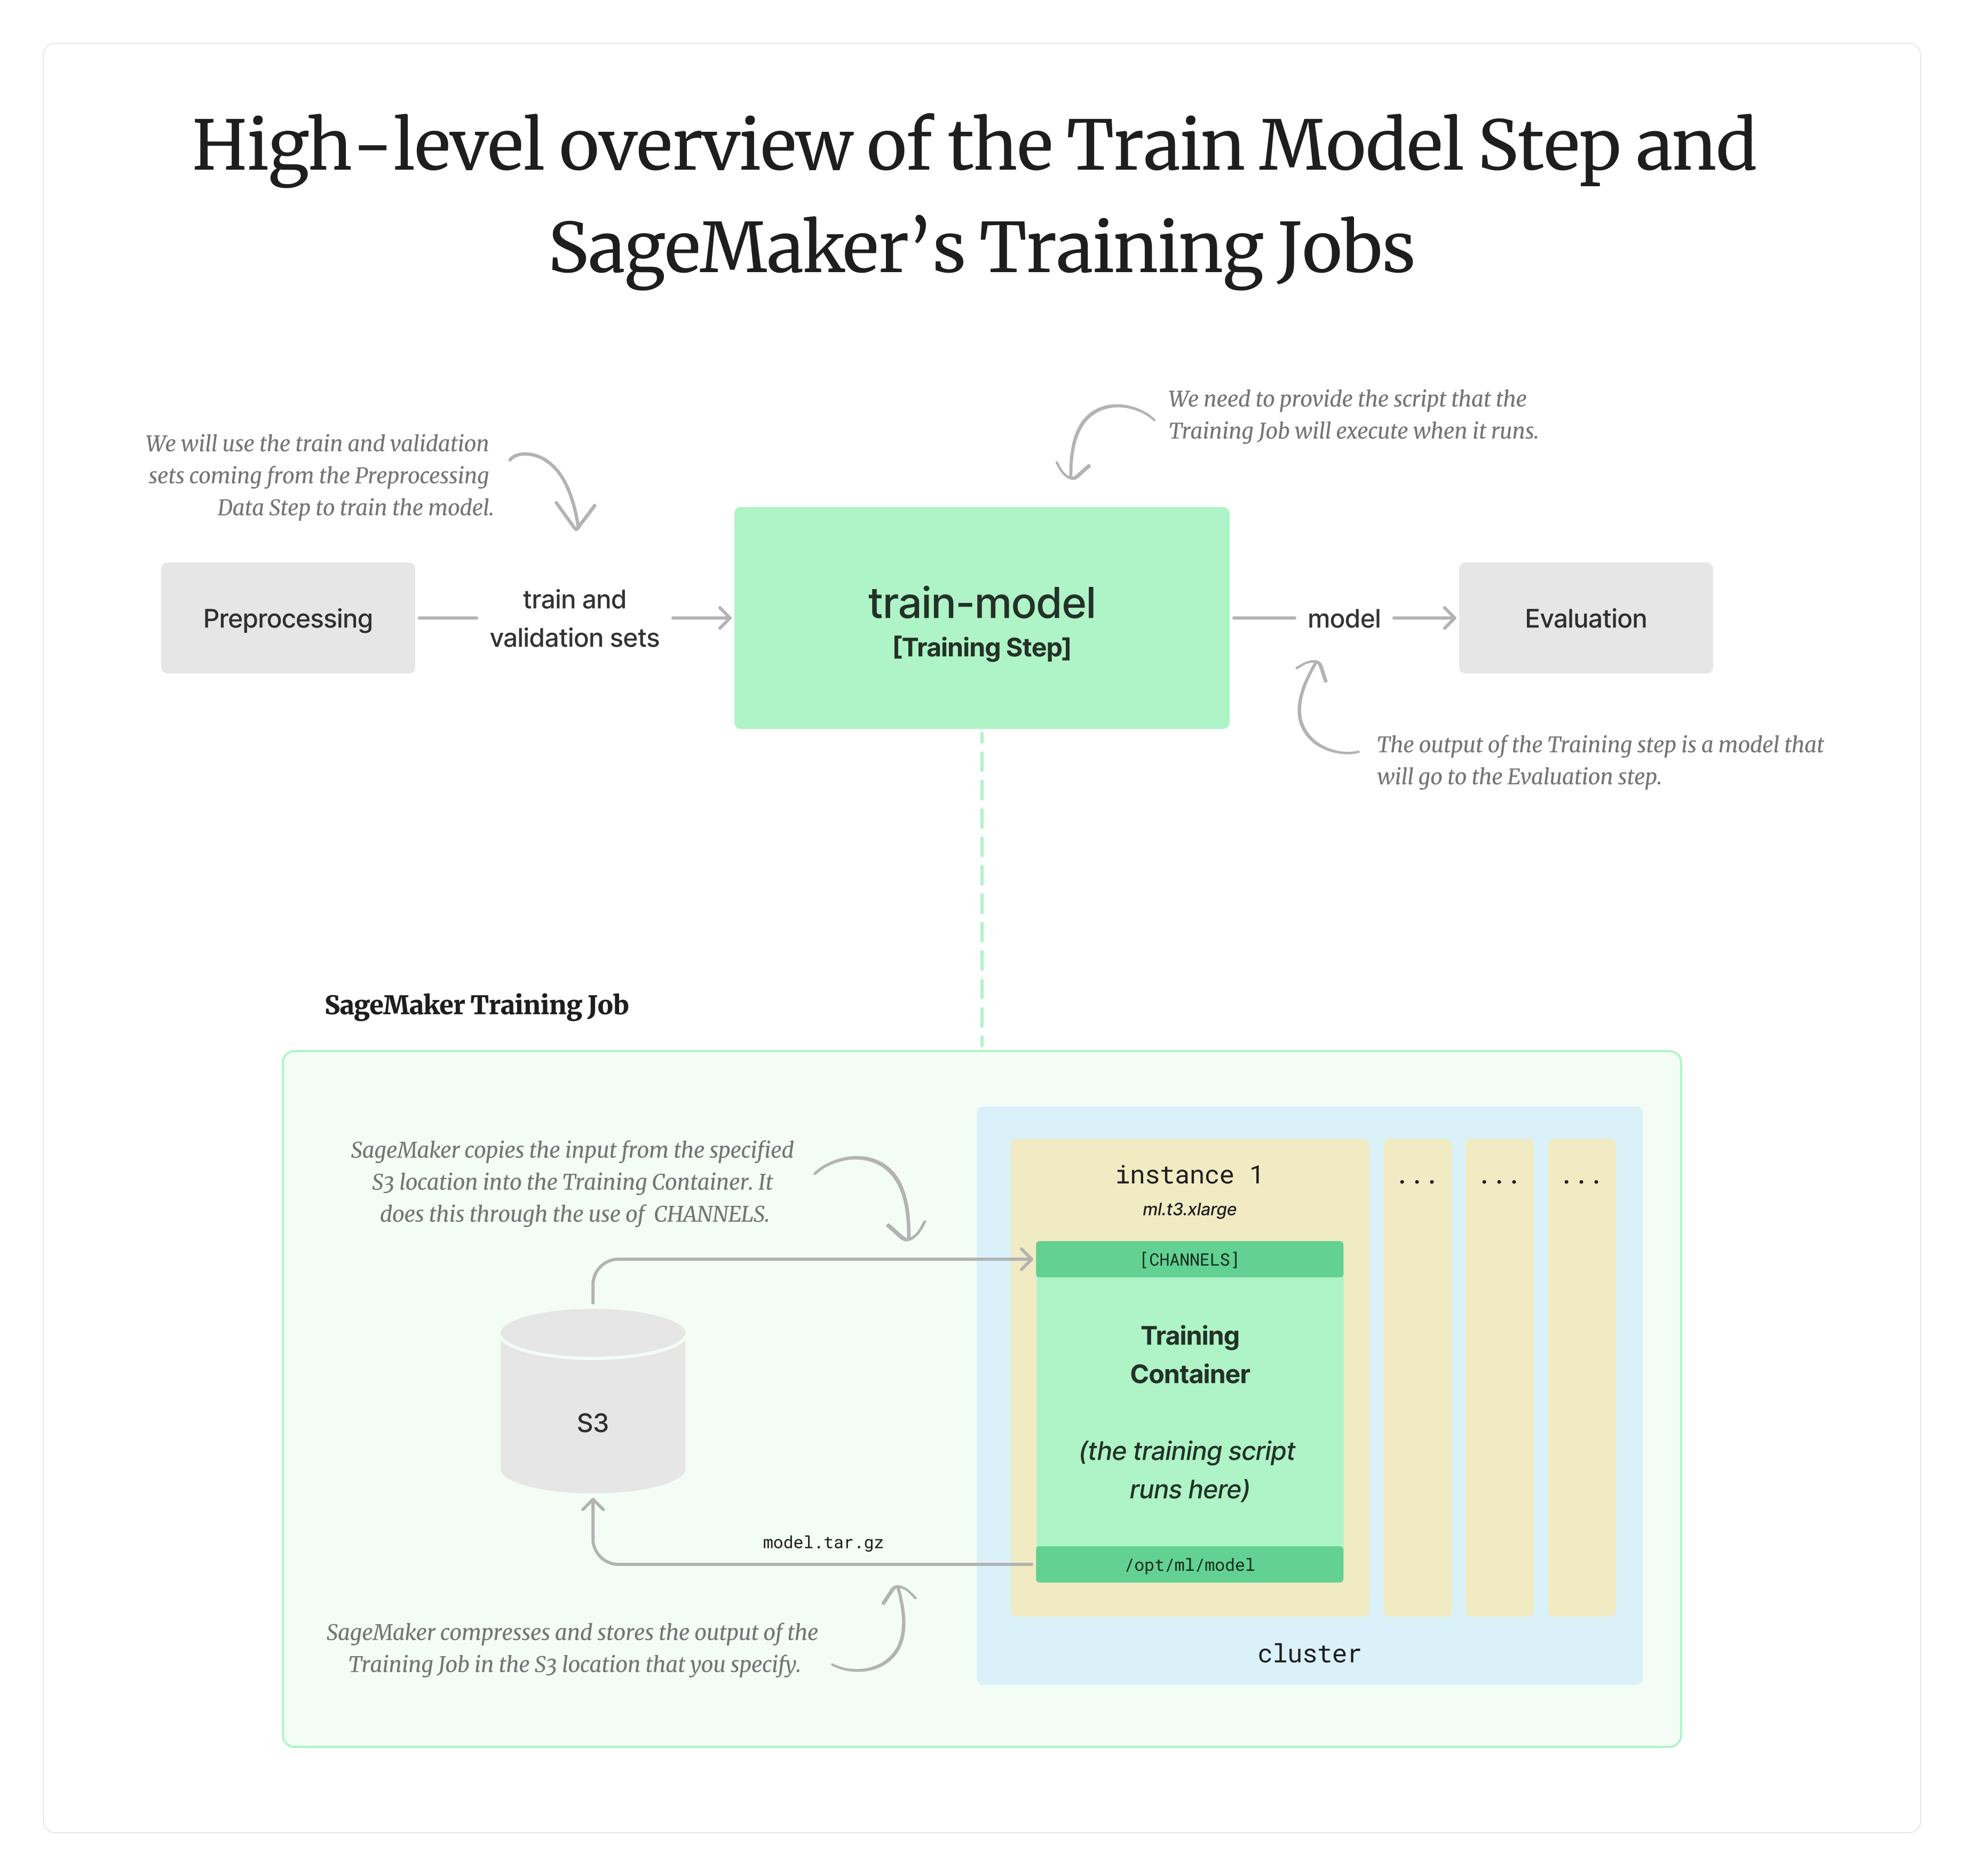 High-level overview of the Train Model Step and
SageMaker’s Training Jobs
We need to provide the script that the
Training Job will execute when it runs.
We will use the train and validation
sets coming from the Preprocessing
Data Step to train the model.
Preprocessing
train and
validation sets
train-model
[Training Step]
model
Evaluation
The output of the Training step is a model that
will go to the Evaluation step.
SageMaker Training Job
SageMaker copies the input from the specified
S3 location into the Training Container. It
does this through the use of  CHANNELS.
instance 1
ml.t3.xlarge
...
...
...
[CHANNELS]
Training
Container
(the training script
runs here)
S3
model.tar.gz
/opt/ml/model
SageMaker compresses and stores the output of the
Training Job in the S3 location that you specify.
cluster